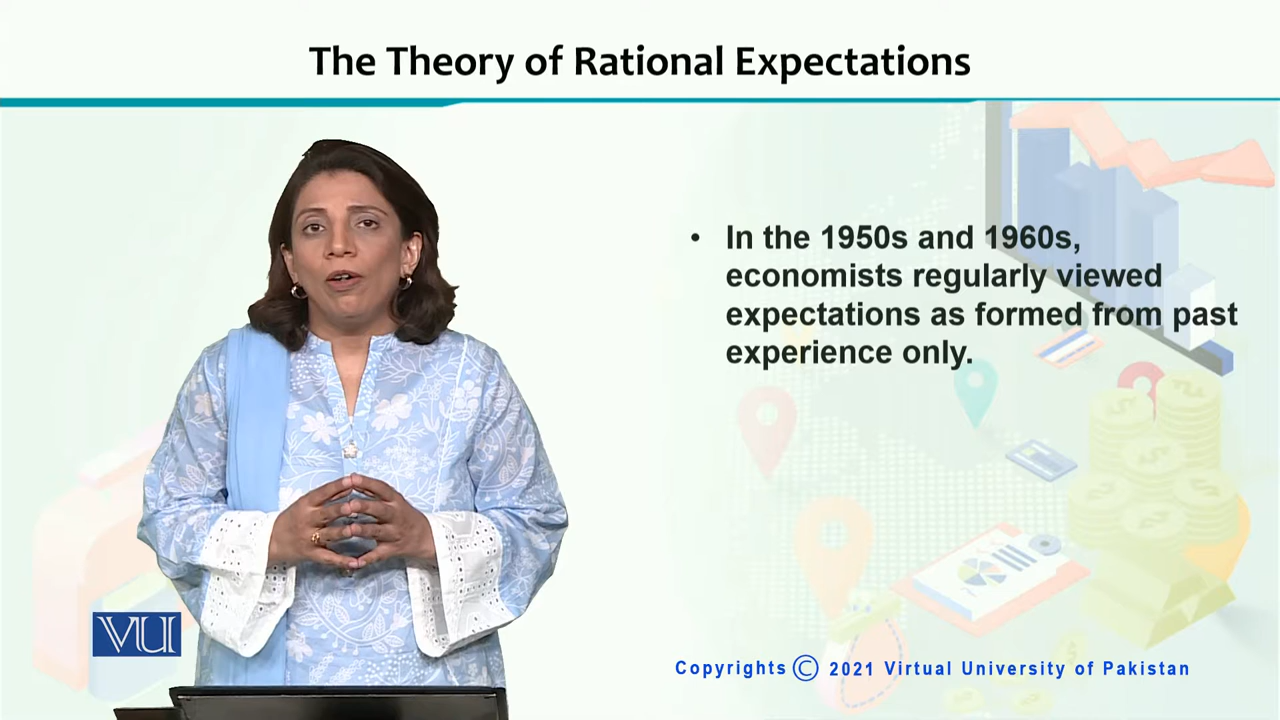 The Theory of Rational Expectations
• In the 1950s and 1960s,
economists regularly viewed
expectations as formed from past
experience only.
VU
Copyrights © 2021 Virtual University of Pakistan